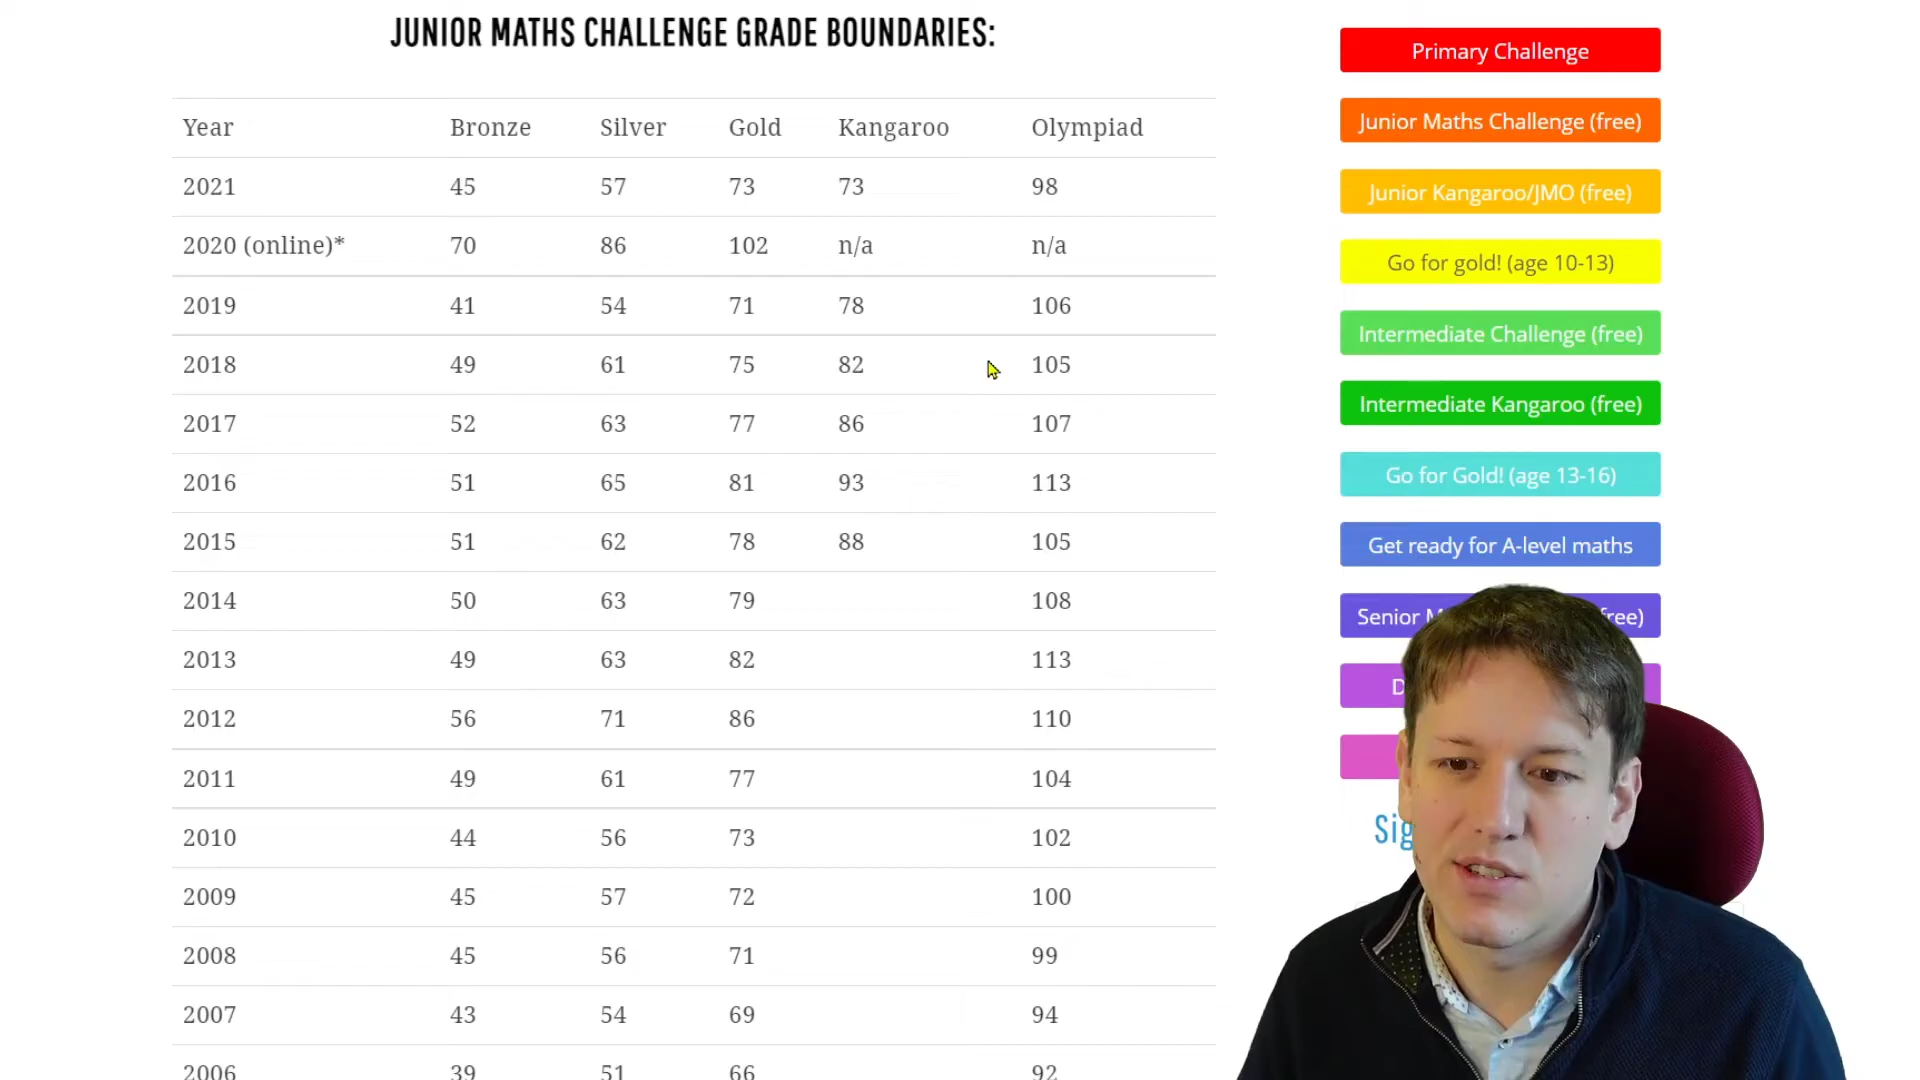 JUNIOR MATHS CHALLENGE GRADE BOUNDARIES:
Year Bronze Silver Gold Kangaroo Olympiad
2021 45 57 73 73 98
2020 (online)* 70 86 102 n/a n/a
2019 41 54 71 78 106
2018 49 61 75 82 105
2017 52 63 77 86 107
2016 51 65 81 93 113
2015 51 62 78 88 105
2014 50 63 79 108
2013 49 63 82 113
2012 56 71 86 110
2011 49 61 77 104
2010 44 56 73 102
2009 45 57 72 100
2008 45 56 71 99
2007 43 54 69 94
2006 39 51 66 92
Primary Challenge
Junior Maths Challenge (free)
Junior Kangaroo/JMO (free)
Go for gold! (age 10-13)
Intermediate Challenge (free)
Intermediate Kangaroo (free)
Go for Gold! (age 13-16)
Get ready for A-level maths
Senior